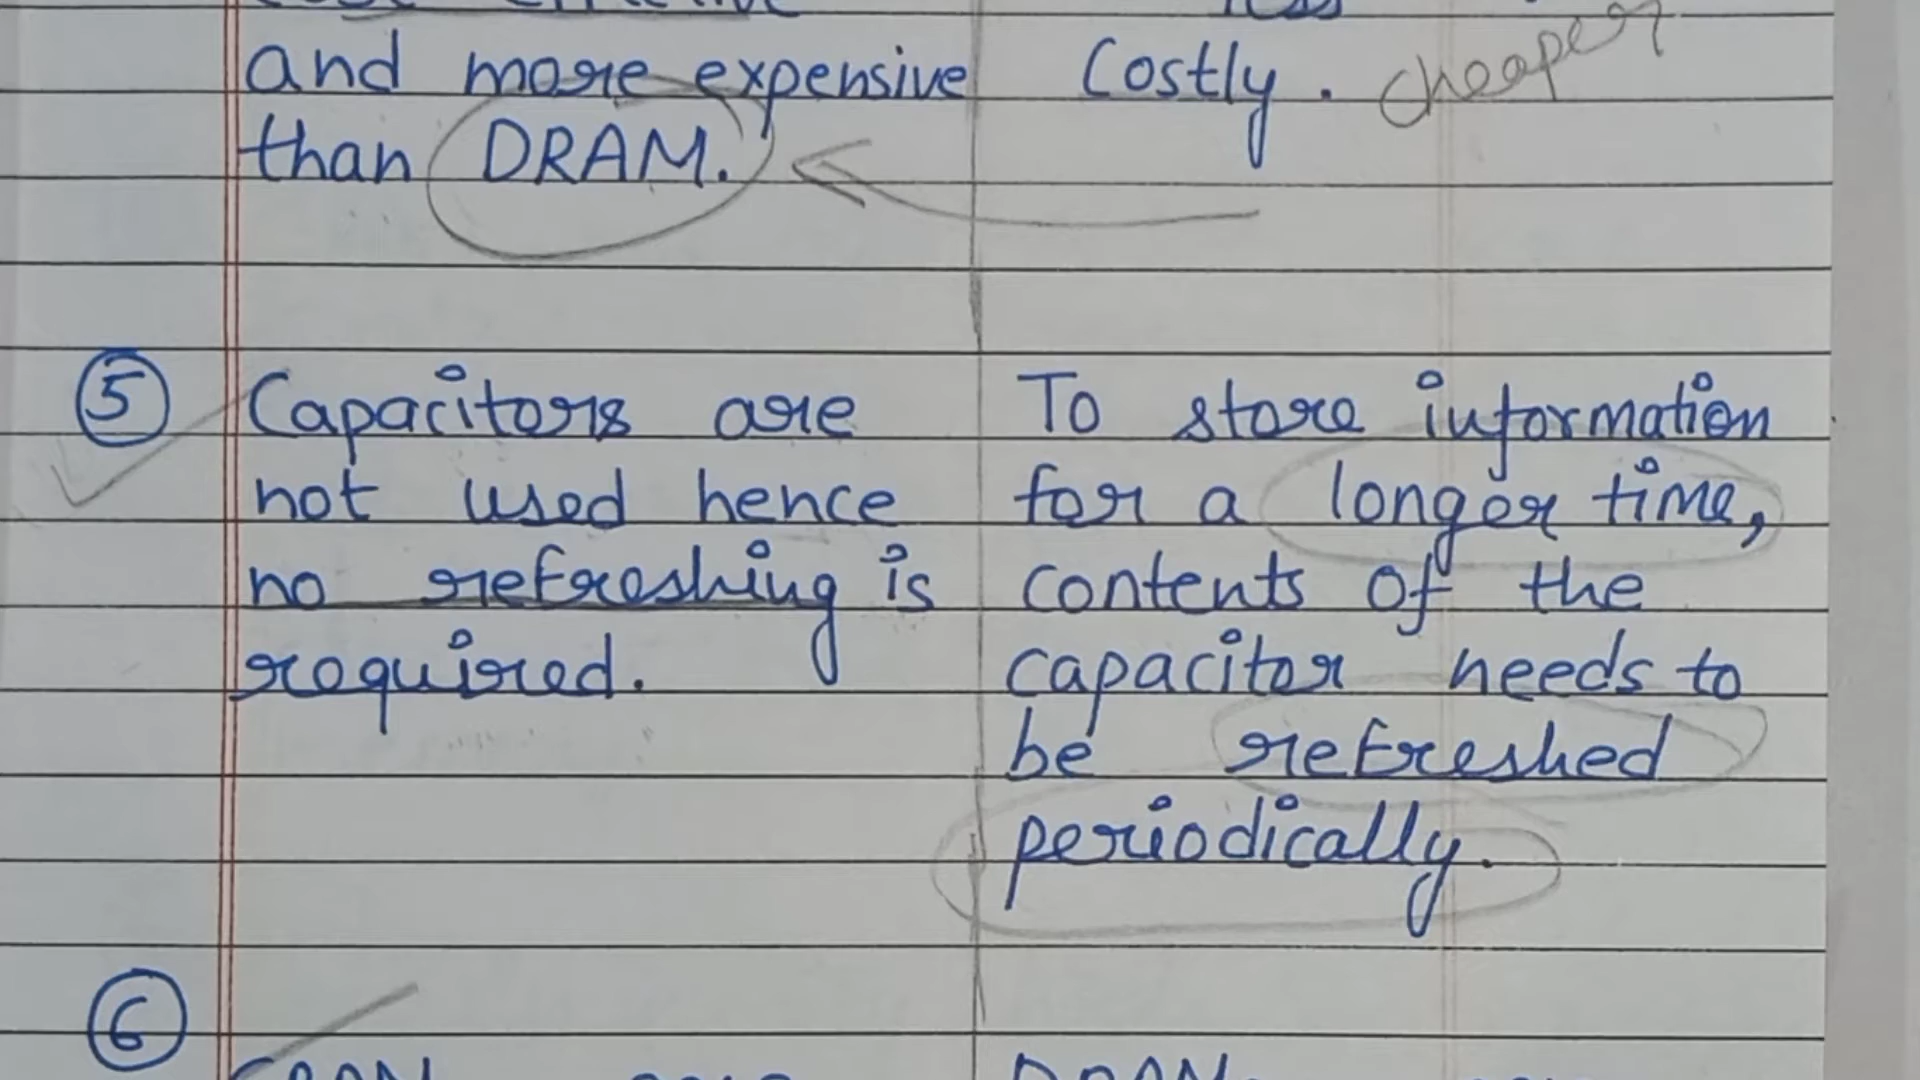 and more expensive
than DRAM.
Costly. cheaper
5
Capacitors are
not used hence
no refreshing is
required.
To store information
for a longer time,
contents of the
capacitor needs to
be refreshed
periodically.
6